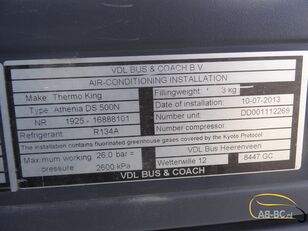 VDL BUS & COACH B.V.
AIR-CONDITIONING INSTALLATION
Make Thermo King Fillingweight 3 kg
Type Athenia DS 500N Date of installation 10-07-2013
NR 1925 - 16888101 Number unit DD001112269
Refrigerant R134A Number compressor
The installation contains fluorinated greenhouse gases covered by the Kyoto Protocol
Maximum working 26.0 bar = VDL Bus Heerenveen
pressure 2600 kPa Wetterwille 12 8447 GC
VDL BUS & COACH
AB-BC